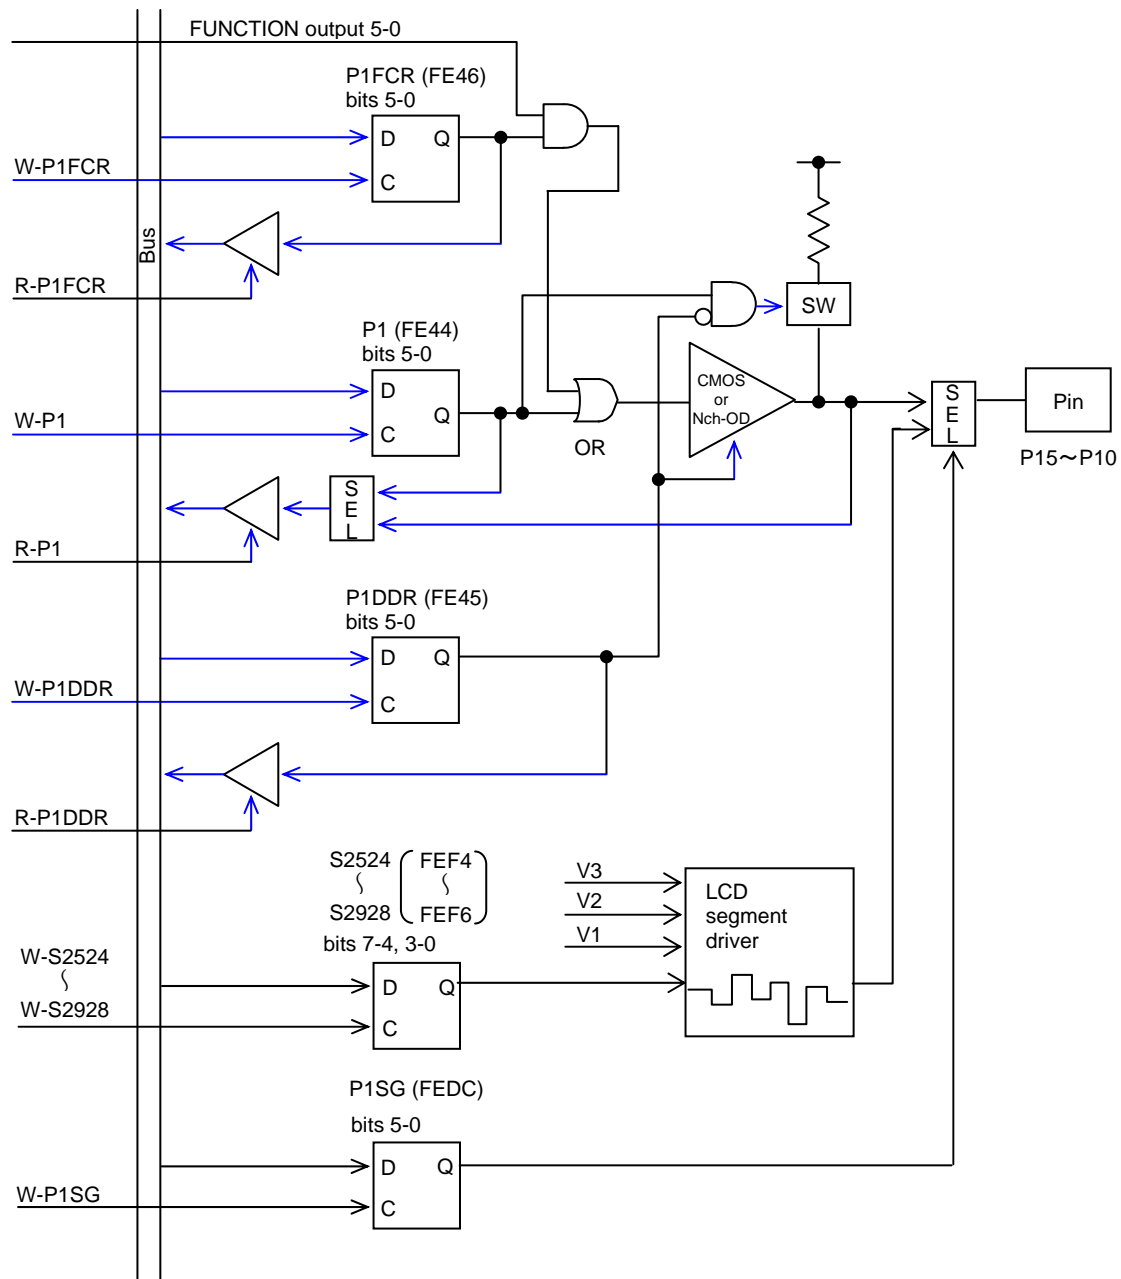 FUNCTION output 5-0
P1FCR (FE46)
bits 5-0
D Q
C
W-P1FCR
Bus
R-P1FCR
SW
P1 (FE44)
bits 5-0
D
Q
C
W-P1
OR
CMOS
or
Nch-OD
S
E
L
Pin
P15～P10
S
E
L
R-P1
P1DDR (FE45)
bits 5-0
D Q
C
W-P1DDR
R-P1DDR
S2524 FEF4
S2928 FEF6
bits 7-4, 3-0
V3
V2
V1
LCD
segment
driver
W-S2524
W-S2928
D Q
C
P1SG (FEDC)
bits 5-0
D Q
C
W-P1SG